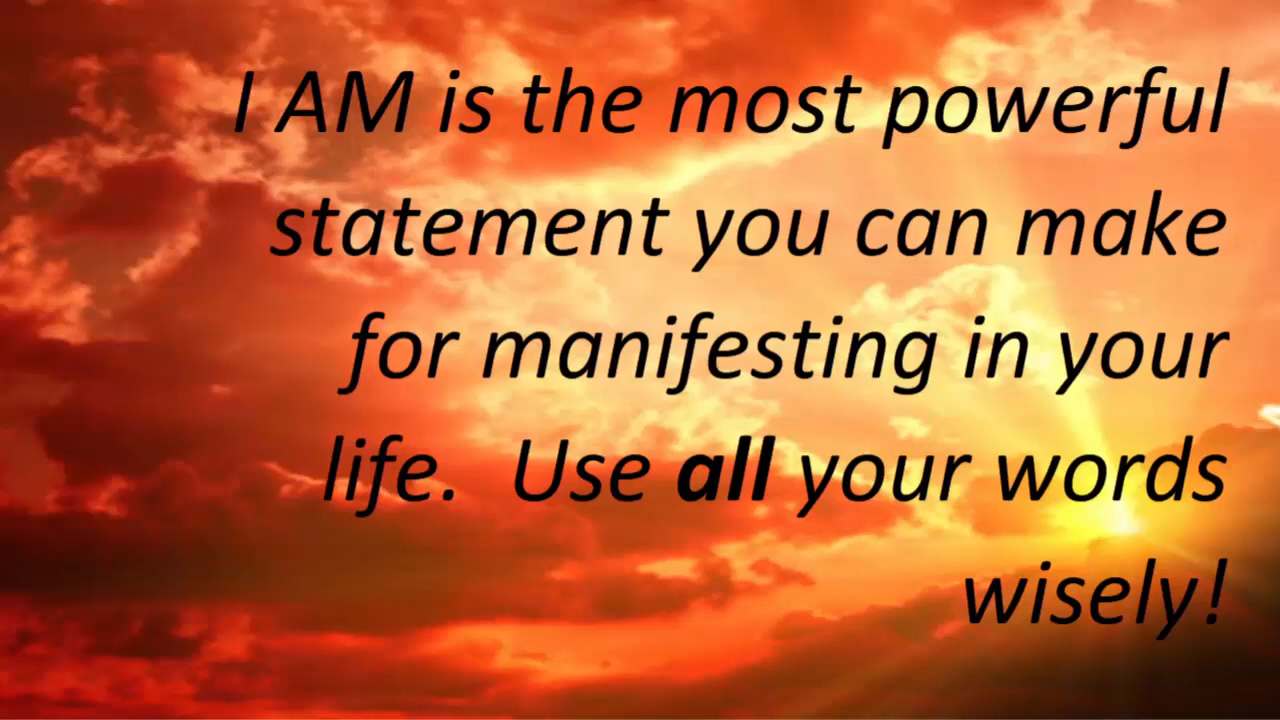 I AM is the most powerful
statement you can make
for manifesting in your
life.  Use all your words
wisely!